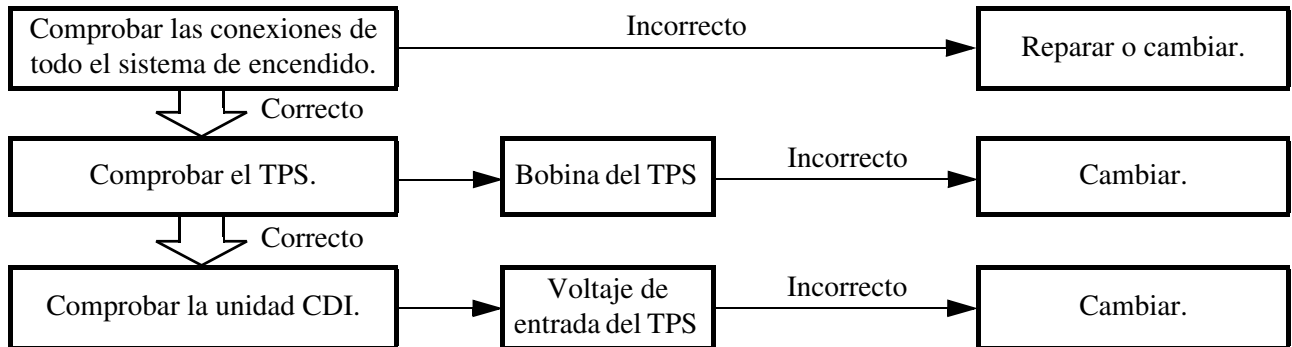 Comprobar las conexiones de
todo el sistema de encendido.
Incorrecto
Reparar o cambiar.
Correcto
Comprobar el TPS.
Bobina del TPS
Incorrecto
Cambiar.
Correcto
Comprobar la unidad CDI.
Voltaje de
entrada del TPS
Incorrecto
Cambiar.